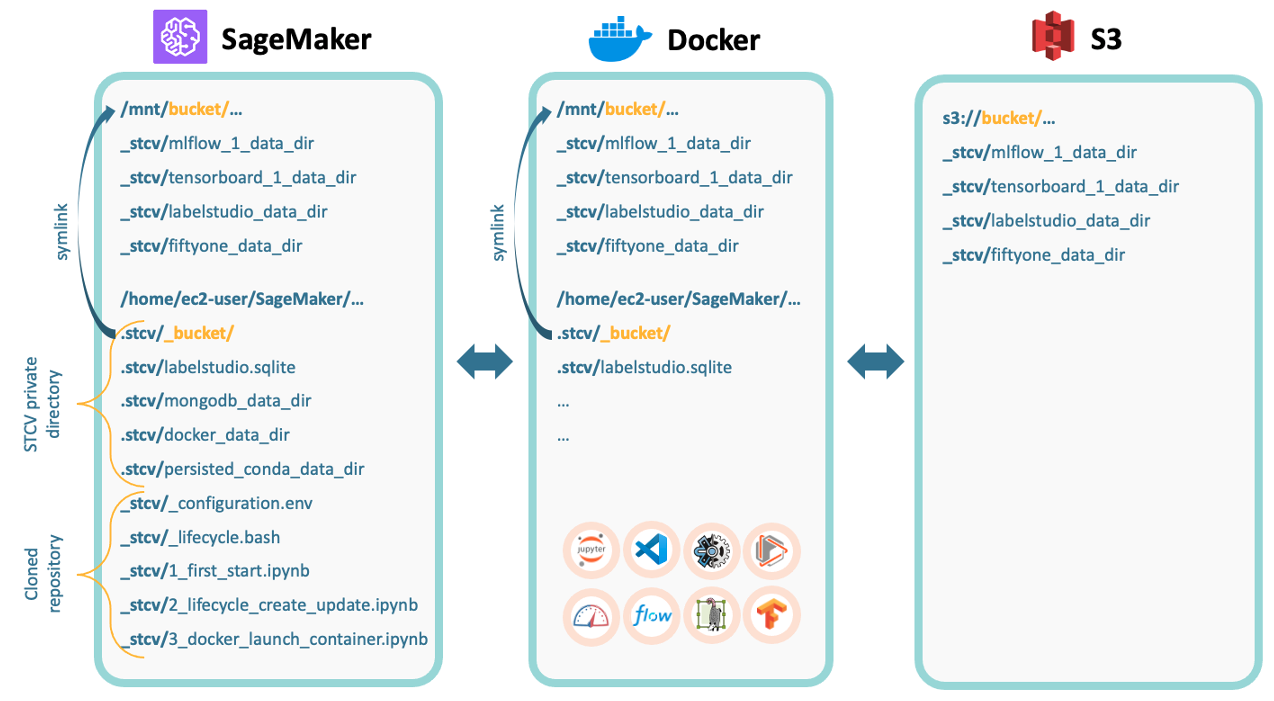 SageMaker
/mnt/bucket/...
_stcv/mlflow_1_data_dir
_stcv/tensorboard_1_data_dir
_stcv/labelstudio_data_dir
_stcv/fiftyone_data_dir
symlink
/home/ec2-user/SageMaker/...
.stcv/_bucket/
.stcv/labelstudio.sqlite
.stcv/mongodb_data_dir
.stcv/docker_data_dir
.stcv/persisted_conda_data_dir
STCV private
directory
_stcv/_configuration.env
_stcv/_lifecycle.bash
_stcv/1_first_start.ipynb
_stcv/2_lifecycle_create_update.ipynb
_stcv/3_docker_launch_container.ipynb
Cloned
repository
Docker
/mnt/bucket/...
_stcv/mlflow_1_data_dir
_stcv/tensorboard_1_data_dir
_stcv/labelstudio_data_dir
_stcv/fiftyone_data_dir
symlink
/home/ec2-user/SageMaker/...
.stcv/_bucket/
.stcv/labelstudio.sqlite
...
...
jupyter
flow
S3
s3://bucket/...
_stcv/mlflow_1_data_dir
_stcv/tensorboard_1_data_dir
_stcv/labelstudio_data_dir
_stcv/fiftyone_data_dir